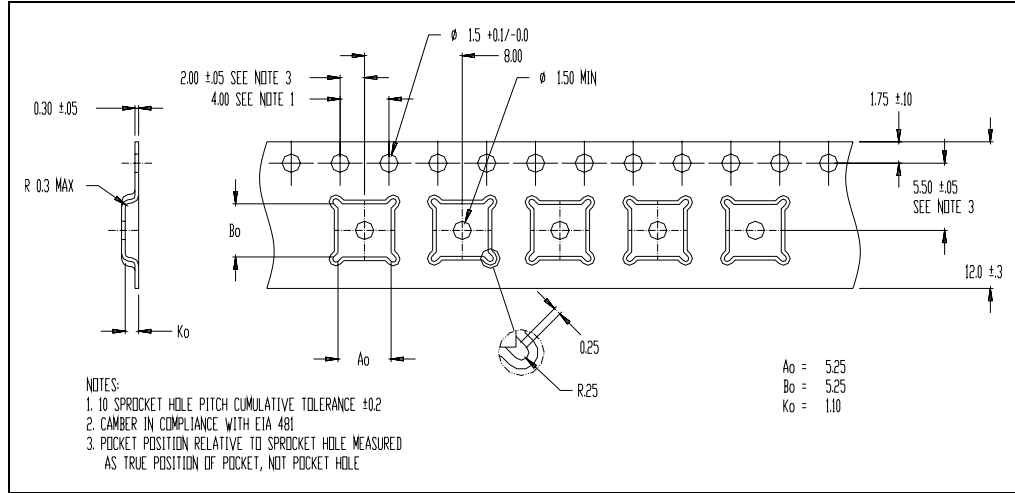 ø 1.5 +0.1/-0.0
8.00
2.00 ±.05 SEE NOTE 3
ø 1.50 MIN
4.00 SEE NOTE 1
1.75 ±.10
0.30 ±.05
R 0.3 MAX
5.50 ±.05
SEE NOTE 3
Bo
12.0 ±.3
Ko
Ao
0.25
R.25
Ao = 5.25
Bo = 5.25
Ko = 1.10
NOTES:
1. 10 SPROCKET HOLE PITCH CUMULATIVE TOLERANCE ±0.2
2. CAMBER IN COMPLIANCE WITH EIA 481
3. POCKET POSITION RELATIVE TO SPROCKET HOLE MEASURED
AS TRUE POSITION OF POCKET, NOT POCKET HOLE